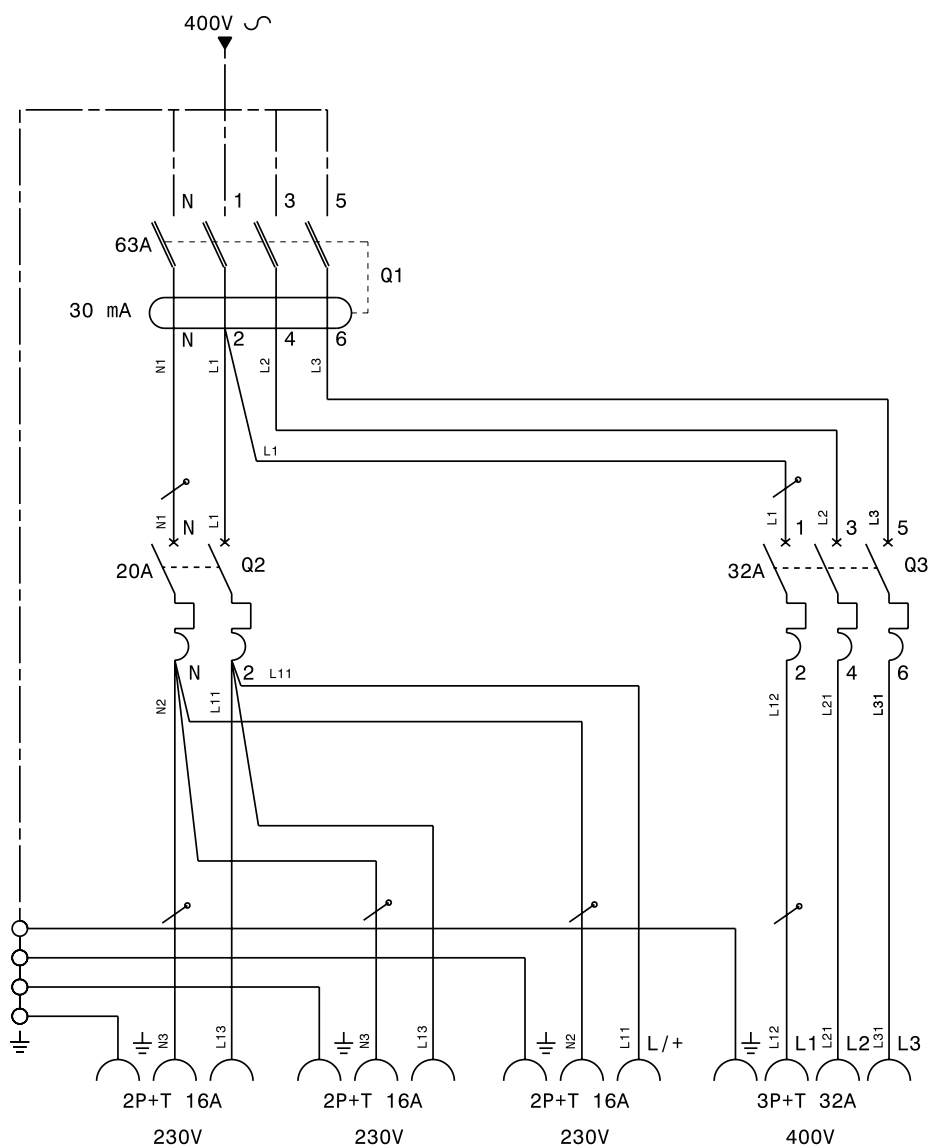 400V
N 1 3 5
63A
Q1
30 mA
N 2 4 6
N1 L1 L2 L3
L1
N1 N L1
L1 1 L2 3 L3 5
20A Q2
32A Q3
N 2 L11
2 4 6
N2 L11
L12 L21 L31
N3 L13 N3 L13 N2 L11 L/+ L12 L1 L21 L2 L31 L3
2P+T 16A 2P+T 16A 2P+T 16A 3P+T 32A
230V 230V 230V 400V